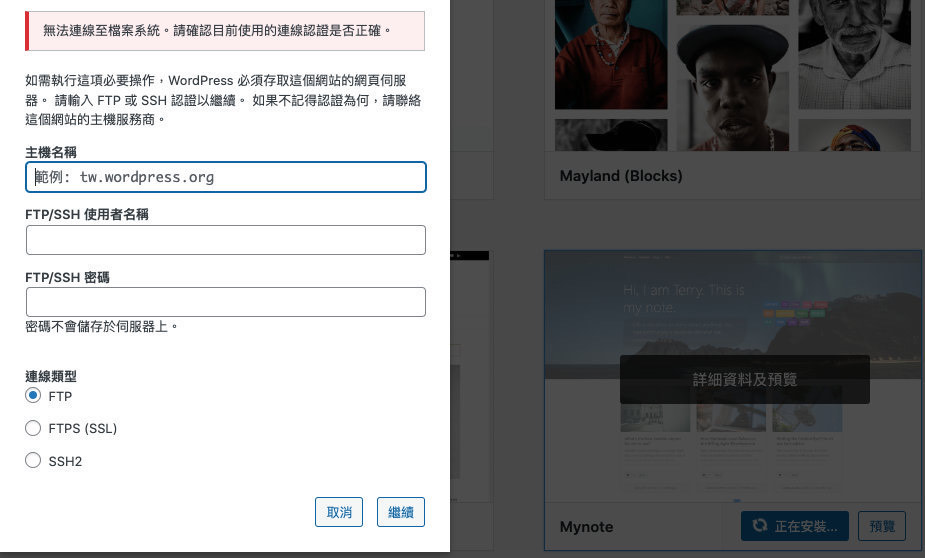 無法連線至檔案系統。請確認目前使用的連線認證是否正確。
如需執行這項必要操作，WordPress 必須存取這個網站的網頁伺服
器。 請輸入 FTP 或 SSH 認證以繼續。 如果不記得認證為何，請聯絡
這個網站的主機服務商。
主機名稱
範例: tw.wordpress.org
FTP/SSH 使用者名稱
FTP/SSH 密碼
密碼不會儲存於伺服器上。
連線類型
FTP
FTPS (SSL)
SSH2
取消
繼續
Mayland (Blocks)
Hi, I am Terry. This is
my note.
詳細資料及預覽
Mynote
正在安裝...
預覽